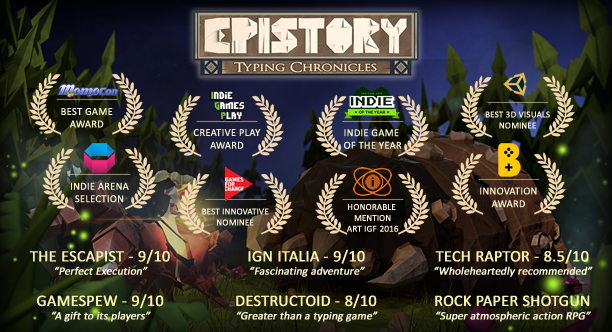 EPISTORY
TYPING CHRONICLES
MomoCon
BEST GAME
AWARD
INDIE
GAMES
PLAY
CREATIVE PLAY
AWARD
INDIE
OF THE YEAR
INDIE GAME
OF THE YEAR
BEST 3D VISUALS
NOMINEE
INDIE ARENA
SELECTION
GAMES
FOR
CHANGE
BEST INNOVATIVE
NOMINEE
HONORABLE
MENTION
ART IGF 2016
INNOVATION
AWARD
THE ESCAPIST - 9/10
"Perfect Execution"
IGN ITALIA - 9/10
"Fascinating adventure"
TECH RAPTOR - 8.5/10
"Wholeheartedly recommended"
GAMESPEW - 9/10
"A gift to its players"
DESTRUCTOID - 8/10
"Greater than a typing game"
ROCK PAPER SHOTGUN
"Super atmospheric action RPG"